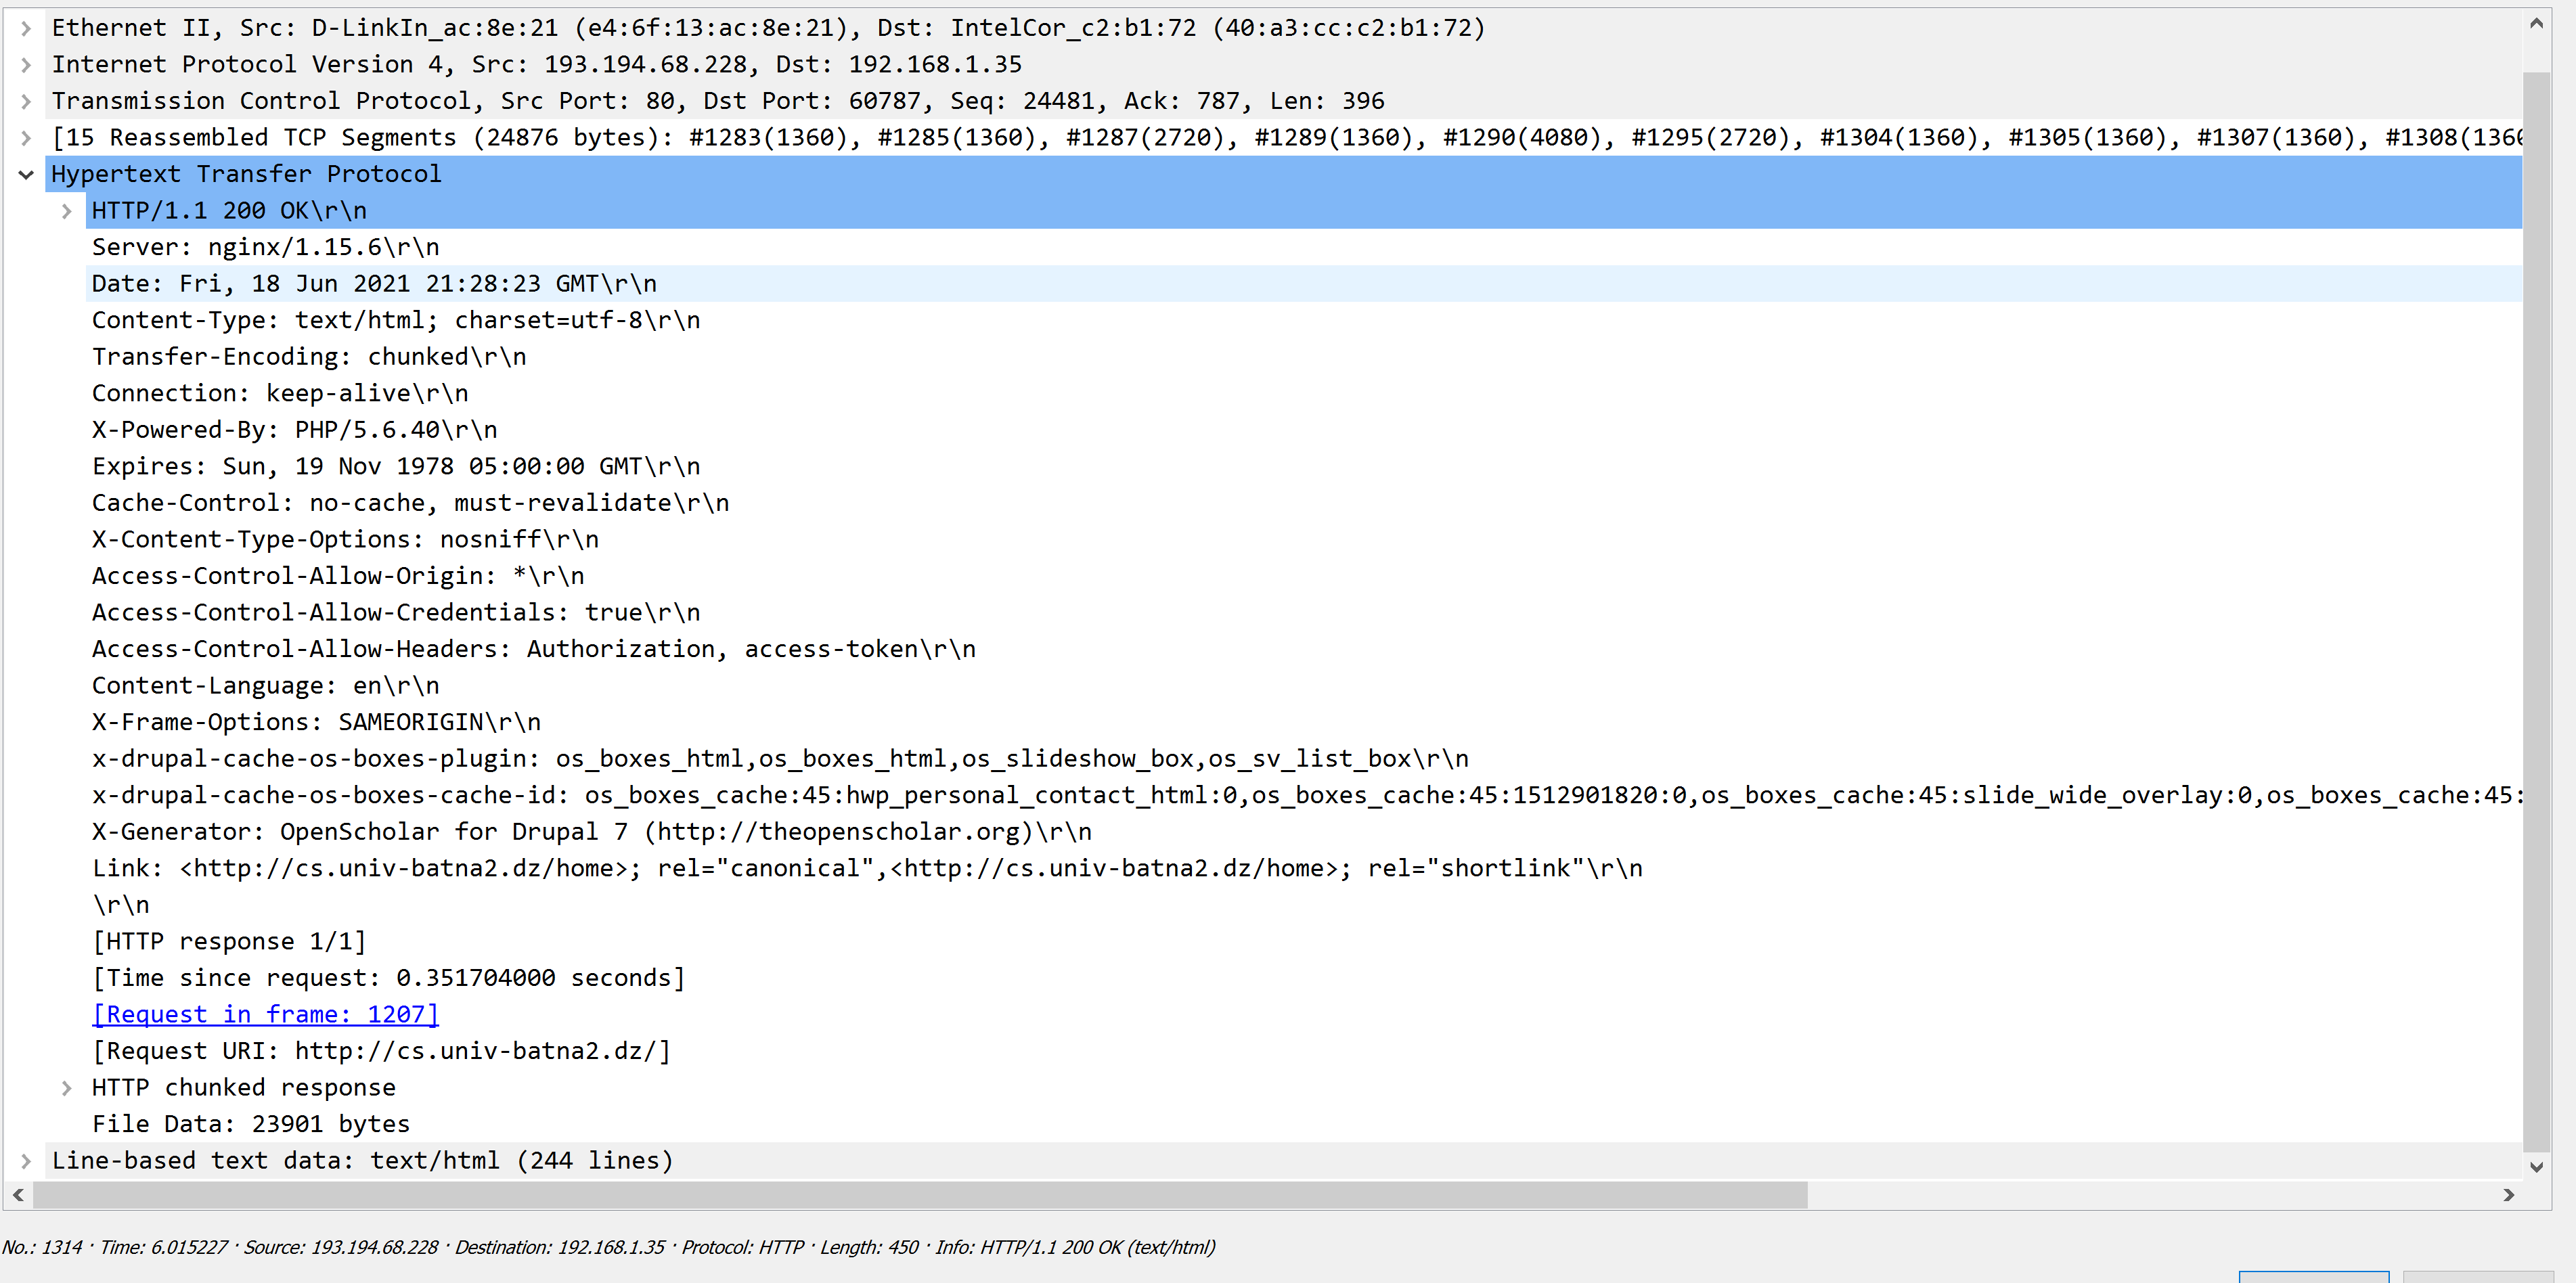 Ethernet II, Src: D-LinkIn_ac:8e:21 (e4:6f:13:ac:8e:21), Dst: IntelCor_c2:b1:72 (40:a3:cc:c2:b1:72)
Internet Protocol Version 4, Src: 193.194.68.228, Dst: 192.168.1.35
Transmission Control Protocol, Src Port: 80, Dst Port: 60787, Seq: 24481, Ack: 787, Len: 396
[15 Reassembled TCP Segments (24876 bytes): #1283(1360), #1285(1360), #1287(2720), #1289(1360), #1290(4080), #1295(2720), #1304(1360), #1305(1360), #1307(1360), #1308(1360
Hypertext Transfer Protocol
HTTP/1.1 200 OK\r\n
Server: nginx/1.15.6\r\n
Date: Fri, 18 Jun 2021 21:28:23 GMT\r\n
Content-Type: text/html; charset=utf-8\r\n
Transfer-Encoding: chunked\r\n
Connection: keep-alive\r\n
X-Powered-By: PHP/5.6.40\r\n
Expires: Sun, 19 Nov 1978 05:00:00 GMT\r\n
Cache-Control: no-cache, must-revalidate\r\n
X-Content-Type-Options: nosniff\r\n
Access-Control-Allow-Origin: *\r\n
Access-Control-Allow-Credentials: true\r\n
Access-Control-Allow-Headers: Authorization, access-token\r\n
Content-Language: en\r\n
X-Frame-Options: SAMEORIGIN\r\n
x-drupal-cache-os-boxes-plugin: os_boxes_html,os_boxes_html,os_slideshow_box,os_sv_list_box\r\n
x-drupal-cache-os-boxes-cache-id: os_boxes_cache:45:hwp_personal_contact_html:0,os_boxes_cache:45:1512901820:0,os_boxes_cache:45:slide_wide_overlay:0,os_boxes_cache:45:
X-Generator: OpenScholar for Drupal 7 (http://theopenscholar.org)\r\n
Link: <http://cs.univ-batna2.dz/home>; rel="canonical",<http://cs.univ-batna2.dz/home>; rel="shortlink"\r\n
\r\n
[HTTP response 1/1]
[Time since request: 0.351704000 seconds]
[Request in frame: 1207]
[Request URI: http://cs.univ-batna2.dz/]
HTTP chunked response
File Data: 23901 bytes
Line-based text data: text/html (244 lines)
No.: 1314 · Time: 6.015227 · Source: 193.194.68.228 · Destination: 192.168.1.35 · Protocol: HTTP · Length: 450 · Info: HTTP/1.1 200 OK (text/html)